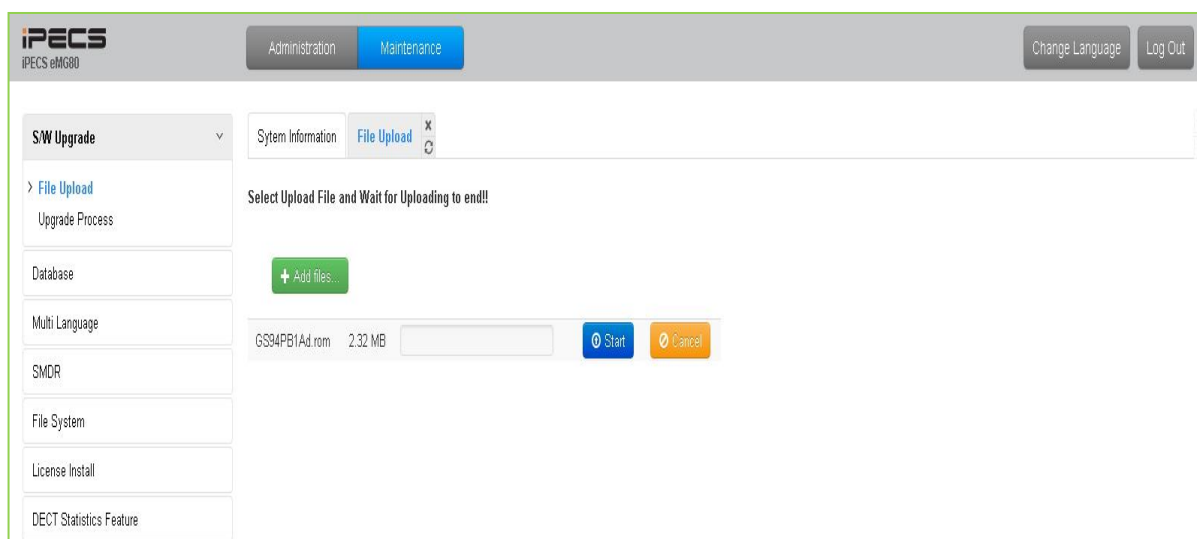 iPECS
iPECS eMG80
Administration
Maintenance
Change Language
Log Out
S/W Upgrade
File Upload
Upgrade Process
Database
Multi Language
SMDR
File System
License Install
DECT Statistics Feature
Sytem Information
File Upload
Select Upload File and Wait for Uploading to end!!
+ Add files...
GS94PB1Ad.rom 2.32 MB
Start
Cancel